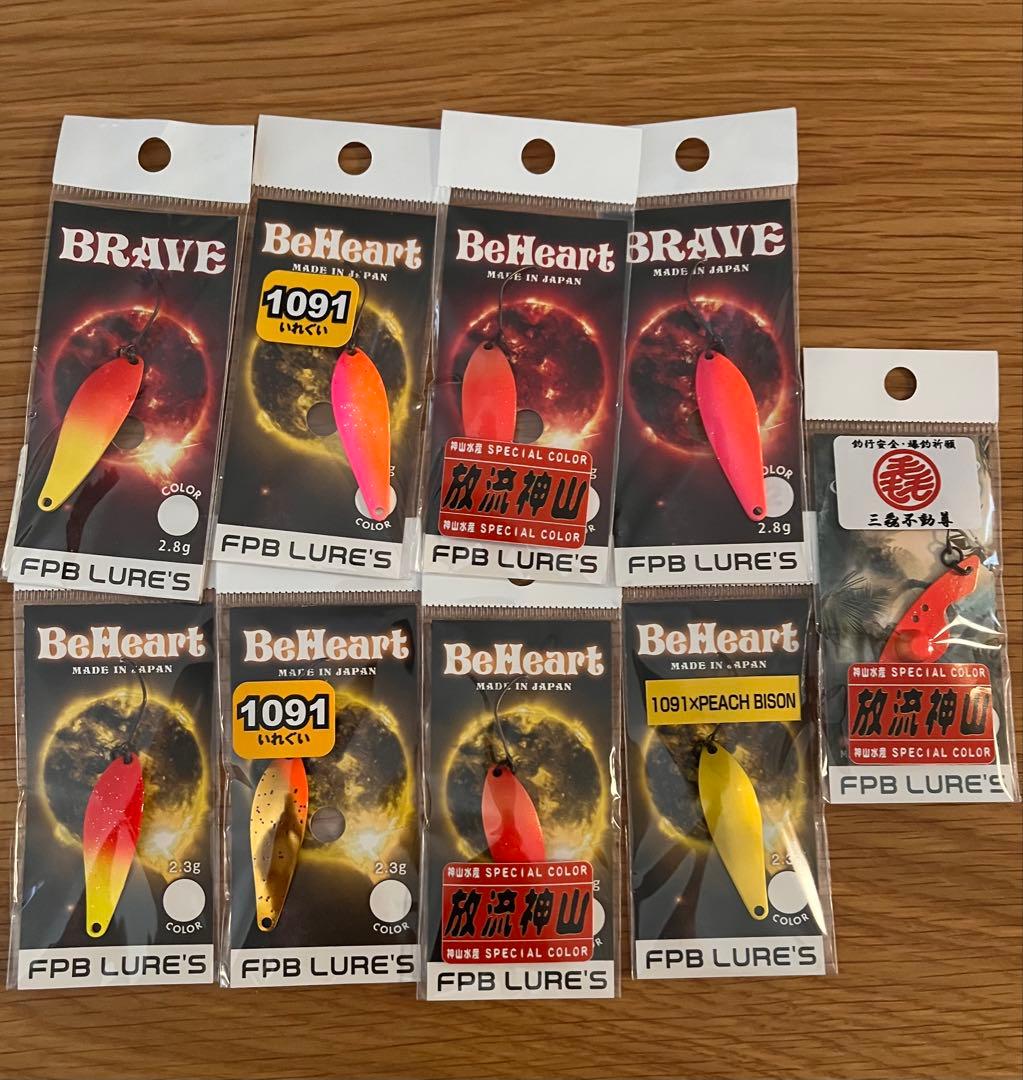 BRAVE
COLOR
2.8g
FPB LURE'S
BeHeart
MADE IN JAPAN
1091
いれぐい
COLOR
FPB LURE'S
BeHeart
MADE IN JAPAN
神山水産 SPECIAL COLOR
放流神山
神山水産 SPECIAL COLOR
FPB LURE'S
BRAVE
MADE IN JAPAN
COLOR
2.8g
FPB LURE'S
釣行安全・爆釣祈願
三毳不動尊
神山水産 SPECIAL COLOR
放流神山
神山水産 SPECIAL COLOR
FPB LURE'S
BeHeart
MADE IN JAPAN
2.3g
COLOR
FPB LURE'S
BeHeart
MADE IN JAPAN
1091
いれぐい
2.3g
COLOR
FPB LURE'S
BeHeart
MADE IN JAPAN
神山水産 SPECIAL COLOR
放流神山
神山水産 SPECIAL COLOR
FPB LURE'S
BeHeart
MADE IN JAPAN
1091×PEACH BISON
COLOR
FPB LURE'S